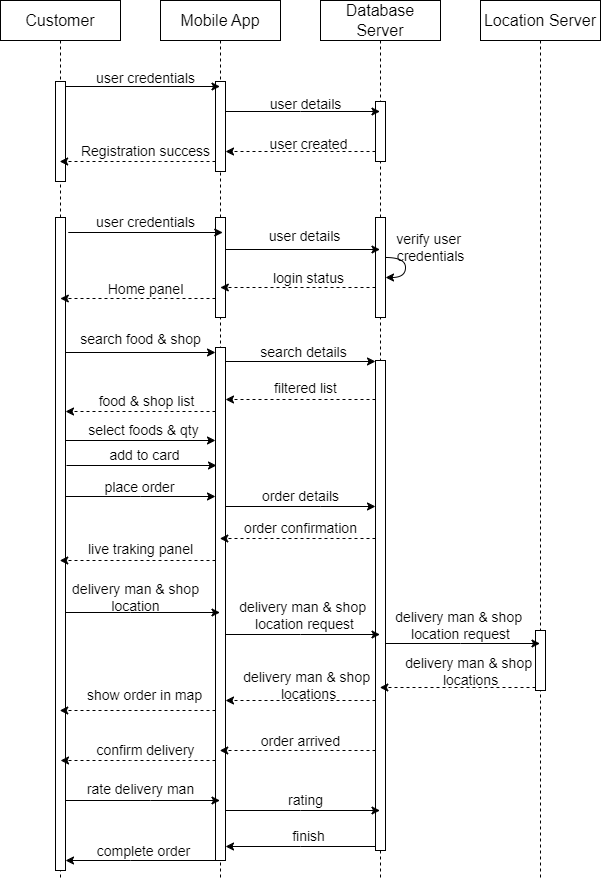 Customer
Mobile App
Database
Server
Location Server
user credentials
user details
user created
Registration success
user credentials
user details
verify user
credentials
login status
Home panel
search food & shop
search details
filtered list
food & shop list
select foods & qty
add to card
place order
order details
order confirmation
live traking panel
delivery man & shop
location
delivery man & shop
location request
delivery man & shop
location request
delivery man & shop
locations
delivery man & shop
locations
show order in map
order arrived
confirm delivery
rate delivery man
rating
finish
complete order